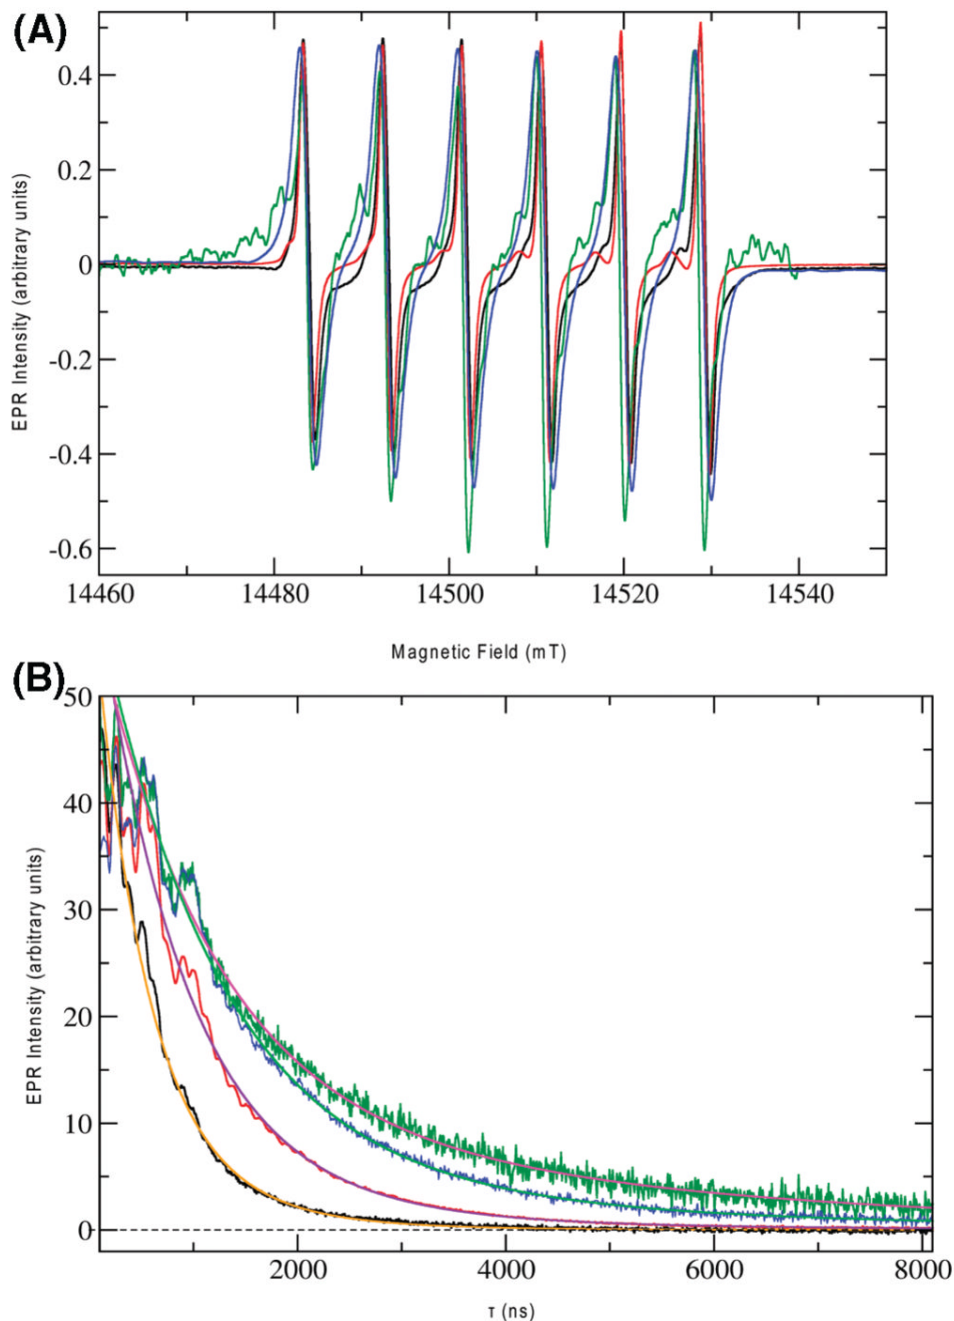 (A)
0.4
0.2
0
-0.2
-0.4
-0.6
EPR Intensity (arbitrary units)
14460 14480 14500 14520 14540
Magnetic Field (mT)
(B)
50
40
30
20
10
0
EPR Intensity (arbitrary units)
2000 4000 6000 8000
τ (ns)